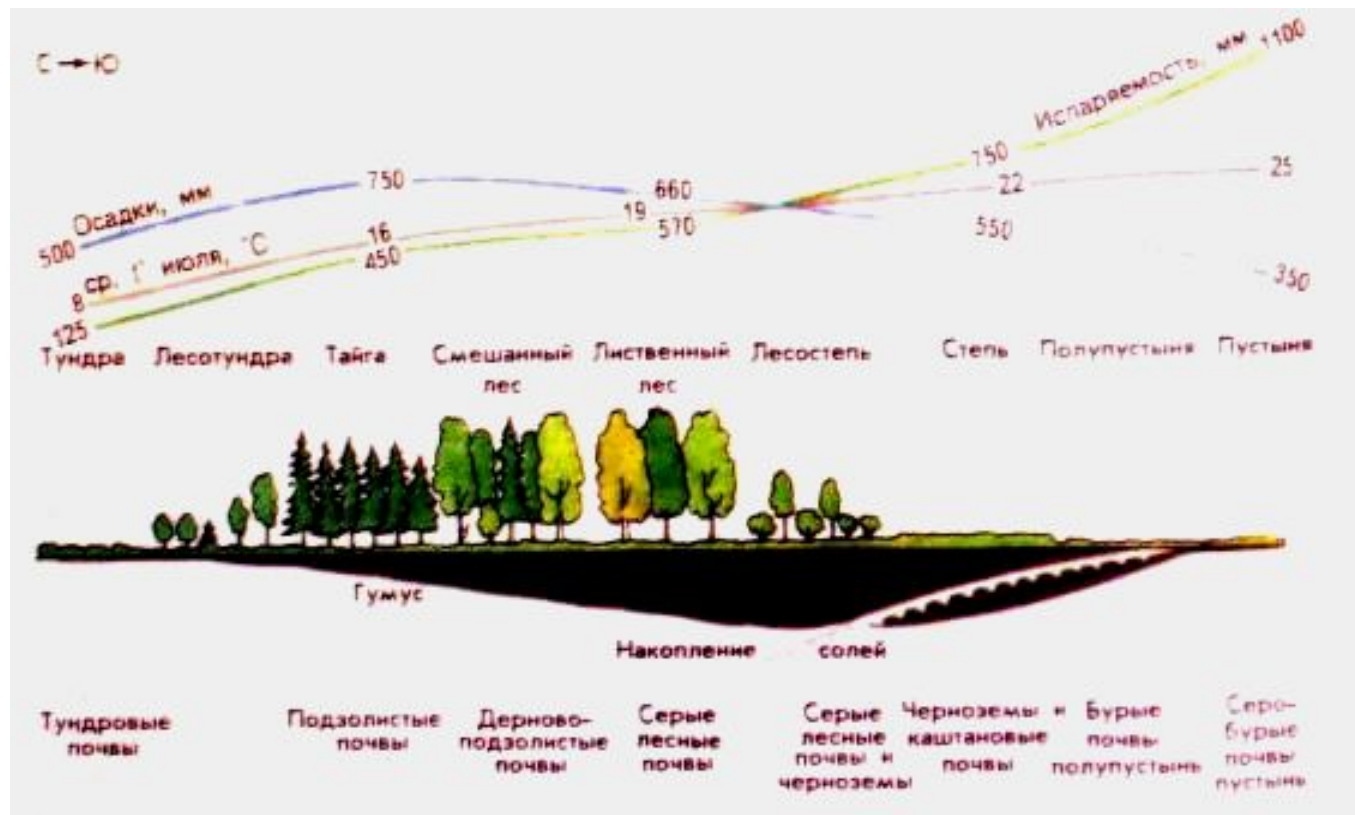 С → Ю
Испаряемость, мм 1100
Осадки, мм
500
750
660
750
ср. t° июля, °С
8
16
19
22
25
125
450
570
550
350
Тундра Лесотундра Тайга Смешанный лес Лиственный лес Лесостепь Степь Полупустыня Пустыня
Гумус
Накопление солей
Тундровые почвы
Подзолистые почвы
Дерново-
подзолистые
почвы
Серые
лесные
почвы
Серые
лесные
почвы и
черноземы
Черноземы и
каштановые
почвы
Бурые
почвы
полупустынь
Серо-
бурые
почвы
пустынь